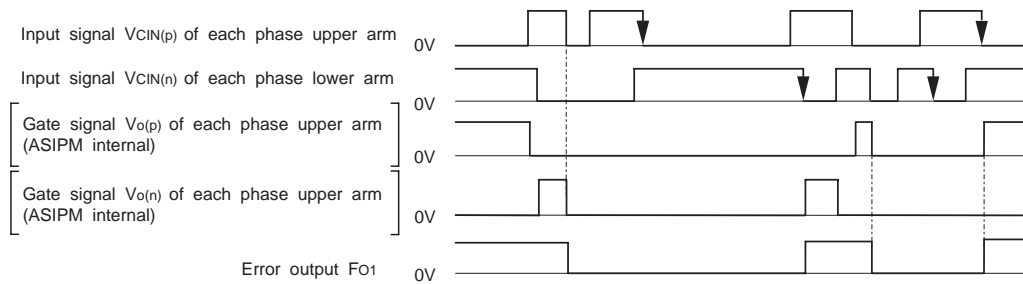 Input signal VCIN(p) of each phase upper arm
0V
Input signal VCIN(n) of each phase lower arm
0V
Gate signal Vo(p) of each phase upper arm
(ASIPM internal)
0V
Gate signal Vo(n) of each phase upper arm
(ASIPM internal)
0V
Error output FO1
0V